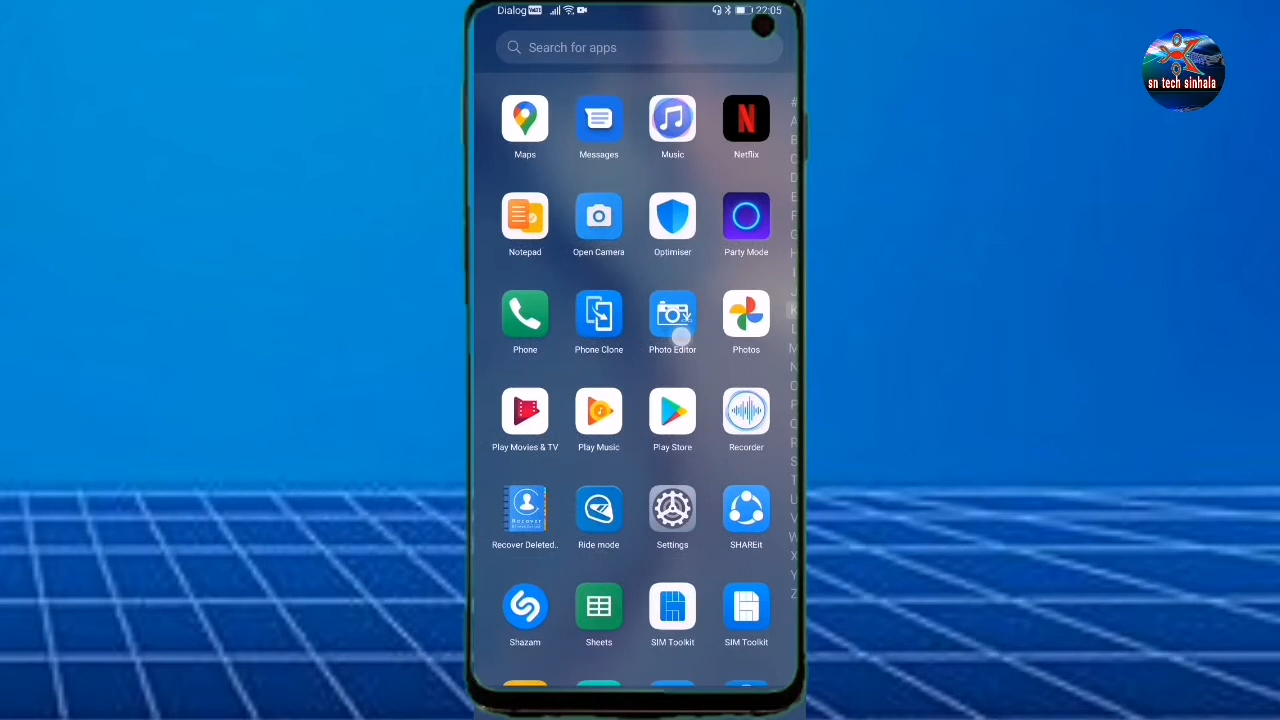 Dialog 22:05
Search for apps
sn tech sinhala
Maps Messages Music Netflix
Notepad Open Camera Optimiser Party Mode
Phone Phone Clone Photo Editor Photos
Play Movies & TV Play Music Play Store Recorder
Recover
Recover Deleted.. Ride mode Settings SHAREit
Shazam Sheets SIM Toolkit SIM Toolkit
#
A
B
C
D
E
F
G
H
I
J
K
L
M
N
O
P
Q
R
S
T
U
V
W
X
Y
Z